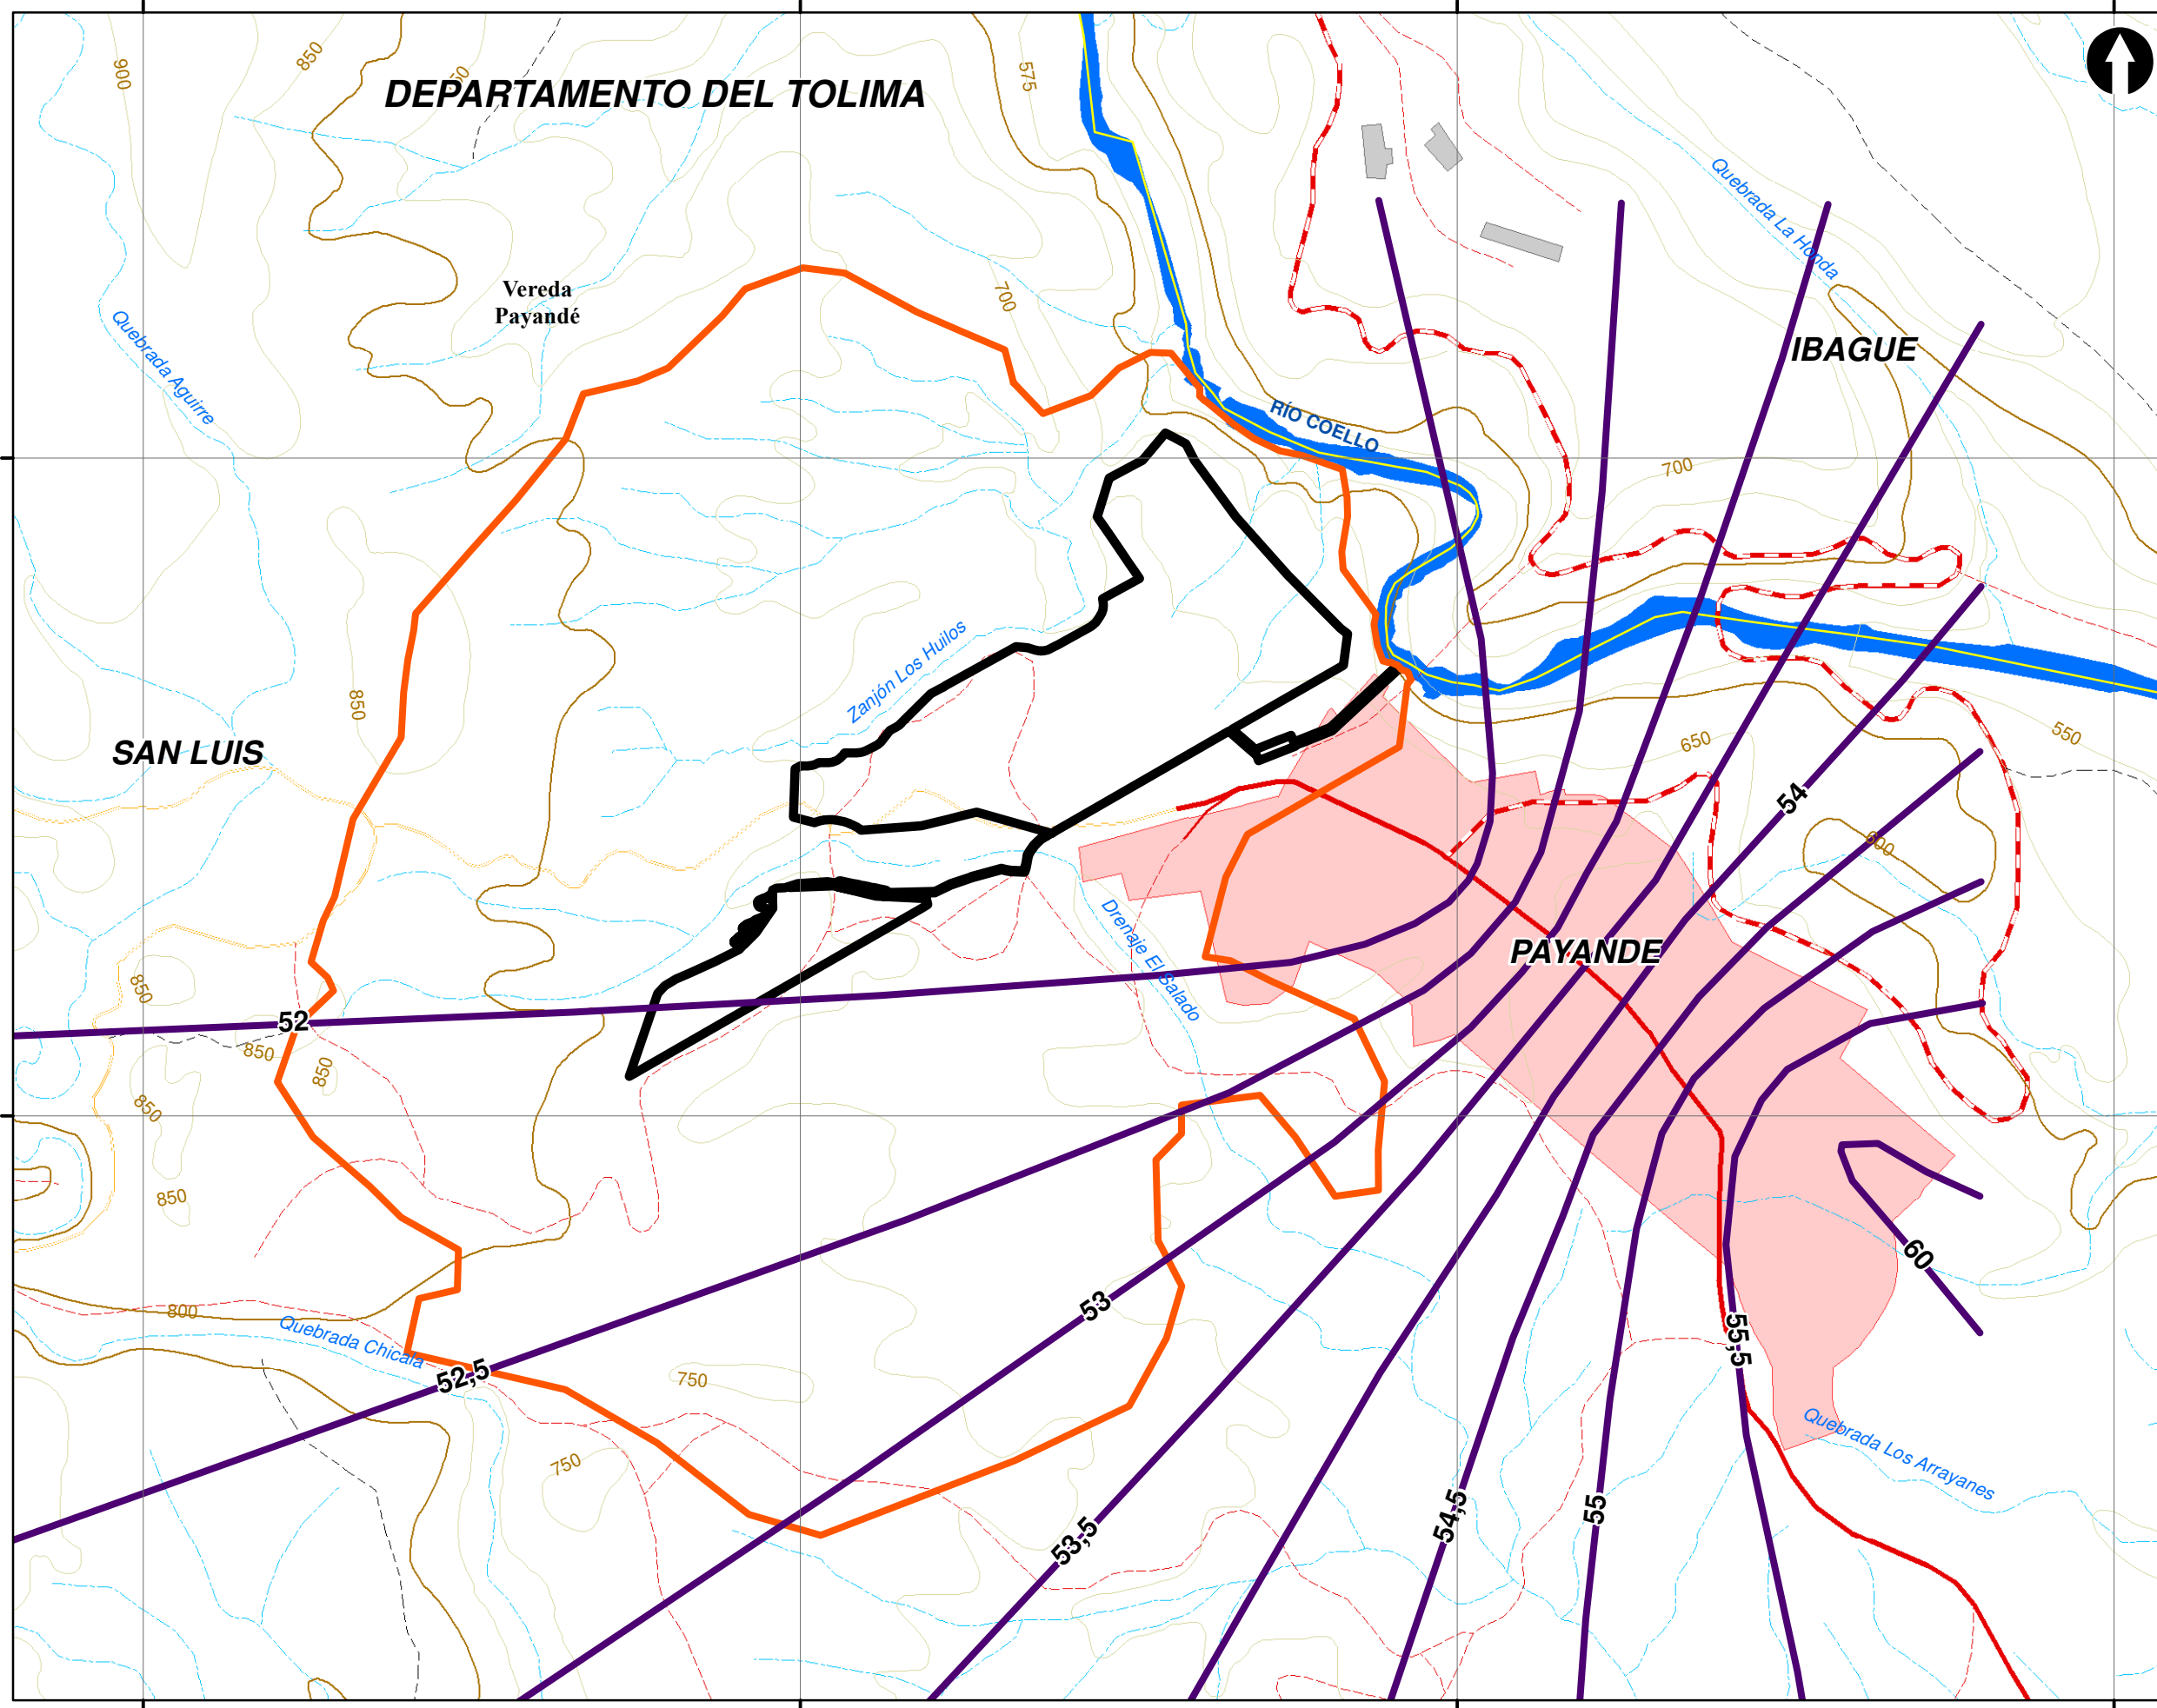 900
850
DEPARTAMENTO DEL TOLIMA
575
Quebrada La Honda
Vereda
Payandé
700
Quebrada Aguirre
IBAGUE
RÍO COELLO
700
Zanjón Los Huilos
850
SAN LUIS
650
550
54
600
Drenaje El Salado
PAYANDE
850
52
850
850
850
850
60
53
800
Quebrada Chicala
55,5
52,5
750
Quebrada Los Arrayanes
750
54,5
55
53,5